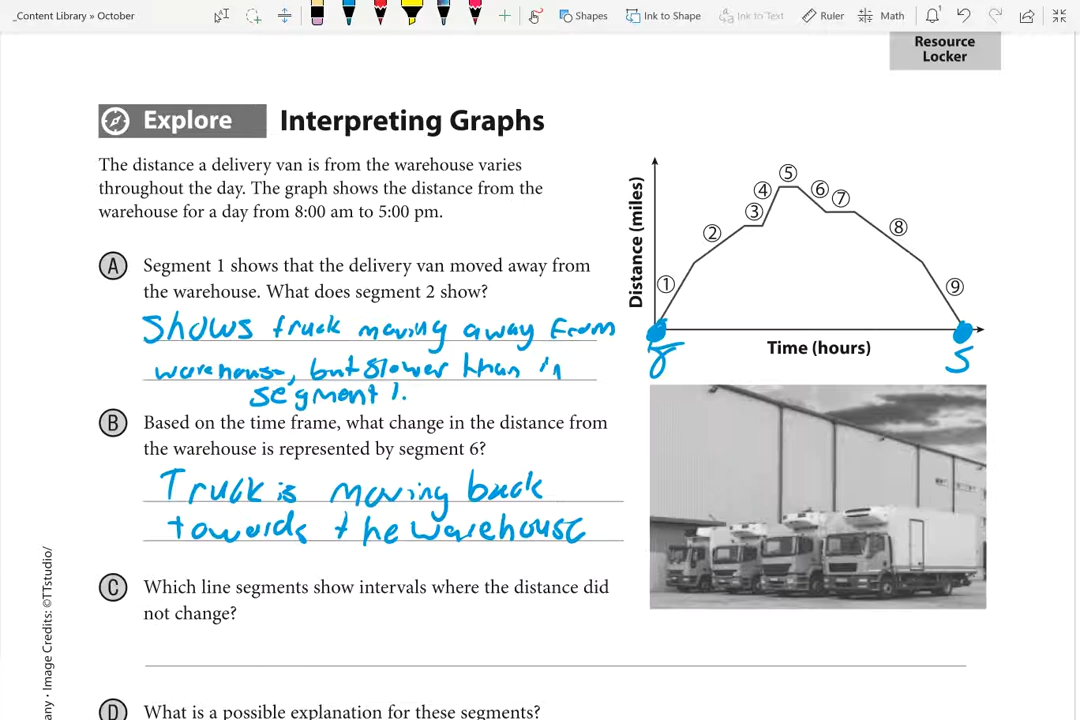 _Content Library » October
Shapes
Ink to Shape
Ink to Text
Ruler
Math
Resource
Locker
Explore Interpreting Graphs
The distance a delivery van is from the warehouse varies
throughout the day. The graph shows the distance from the
warehouse for a day from 8:00 am to 5:00 pm.
A Segment 1 shows that the delivery van moved away from
the warehouse. What does segment 2 show?
Shows truck moving away from
warehouse, but slower than in
segment 1.
B Based on the time frame, what change in the distance from
the warehouse is represented by segment 6?
Truck is moving back
towards the warehouse
C Which line segments show intervals where the distance did
not change?
D What is a possible explanation for these segments?
Distance (miles)
① ② ③ ④ ⑤ ⑥ ⑦ ⑧ ⑨
Time (hours)
8 5
any • Image Credits: ©TTstudio/